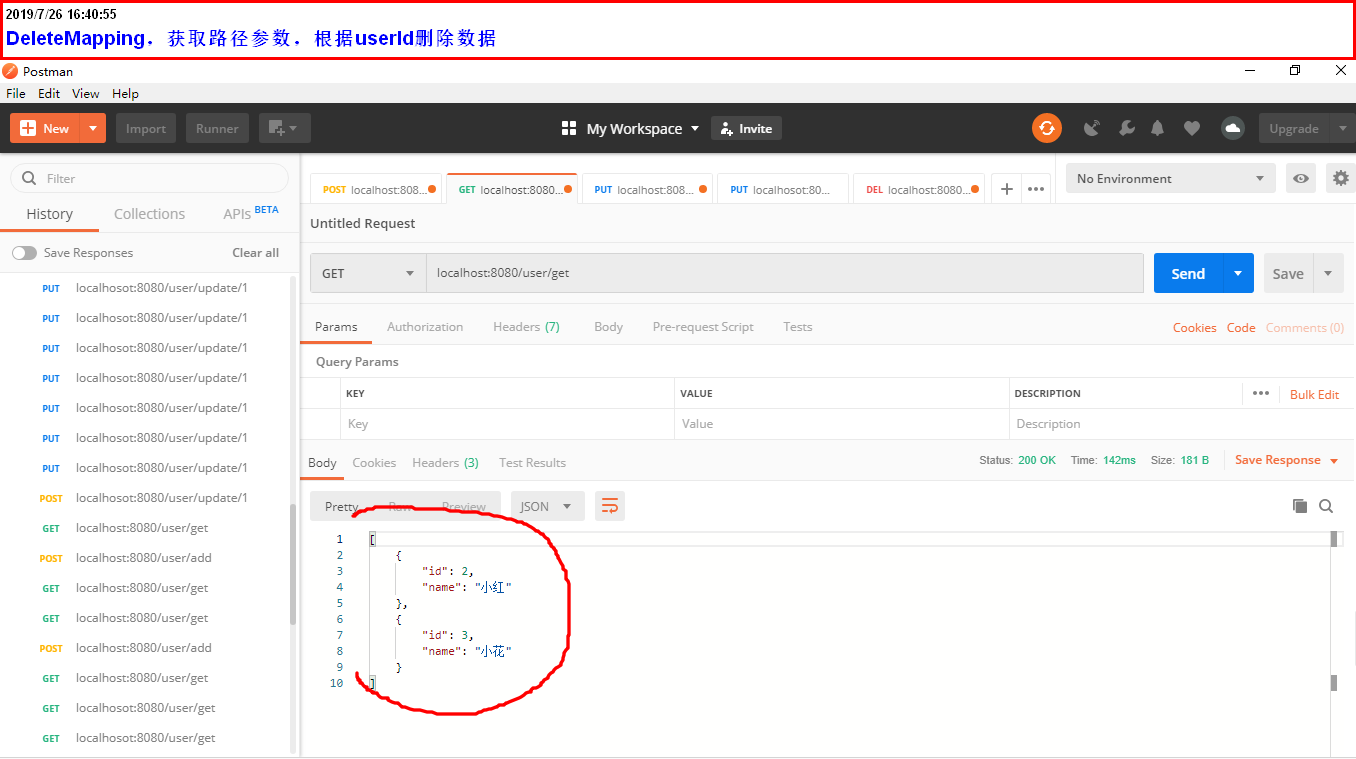 2019/7/26 16:40:55
DeleteMapping. 获取路径参数. 根据userId删除数据
Postman
File Edit View Help
New Import Runner My Workspace Invite Upgrade
Filter
History Collections APIs BETA
Save Responses Clear all
PUT localhosot:8080/user/update/1
PUT localhosot:8080/user/update/1
PUT localhosot:8080/user/update/1
PUT localhosot:8080/user/update/1
PUT localhosot:8080/user/update/1
PUT localhosot:8080/user/update/1
PUT localhosot:8080/user/update/1
POST localhosot:8080/user/update/1
GET localhost:8080/user/get
POST localhost:8080/user/add
GET localhost:8080/user/get
GET localhost:8080/user/get
POST localhost:8080/user/add
GET localhost:8080/user/get
GET localhosot:8080/user/get
GET localhosot:8080/user/get
POST localhost:808... GET localhost:8080... PUT localhost:808... PUT localhosot:80... DEL localhost:8080... No Environment
Untitled Request
GET localhost:8080/user/get Send Save
Params Authorization Headers (7) Body Pre-request Script Tests Cookies Code Comments (0)
Query Params
KEY VALUE DESCRIPTION Bulk Edit
Key Value Description
Body Cookies Headers (3) Test Results Status: 200 OK Time: 142ms Size: 181 B Save Response
Pretty Raw Preview JSON
1 [
2 {
3 "id": 2,
4 "name": "小红"
5 },
6 {
7 "id": 3,
8 "name": "小花"
9 }
10 ]